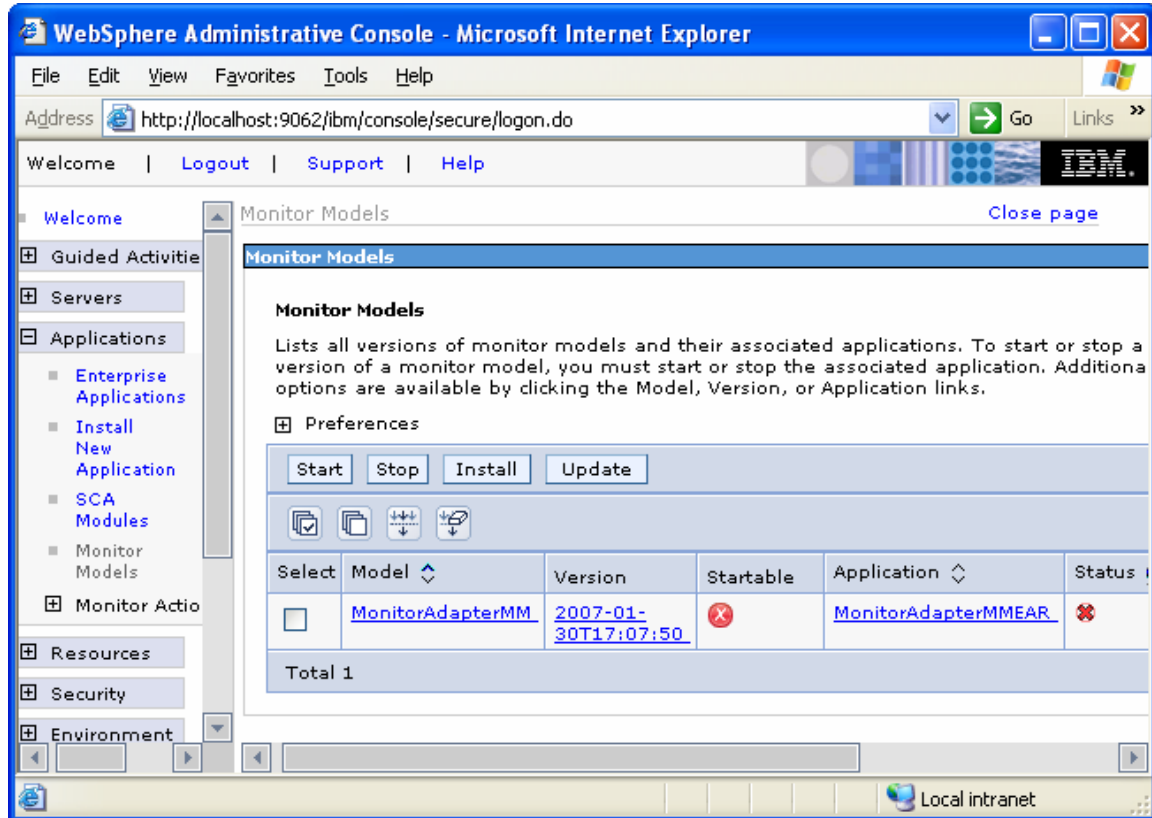 WebSphere Administrative Console - Microsoft Internet Explorer
File Edit View Favorites Tools Help
Address http://localhost:9062/ibm/console/secure/logon.do Go Links »
Welcome | Logout | Support | Help IBM.
Welcome
Guided Activitie
Servers
Applications
Enterprise
Applications
Install
New
Application
SCA
Modules
Monitor
Models
Monitor Actio
Resources
Security
Environment
Monitor Models Close page
Monitor Models
Monitor Models
Lists all versions of monitor models and their associated applications. To start or stop a
version of a monitor model, you must start or stop the associated application. Additiona
options are available by clicking the Model, Version, or Application links.
Preferences
Start Stop Install Update
Select Model Version Startable Application Status
MonitorAdapterMM 2007-01- MonitorAdapterMMEAR
30T17:07:50
Total 1
Local intranet